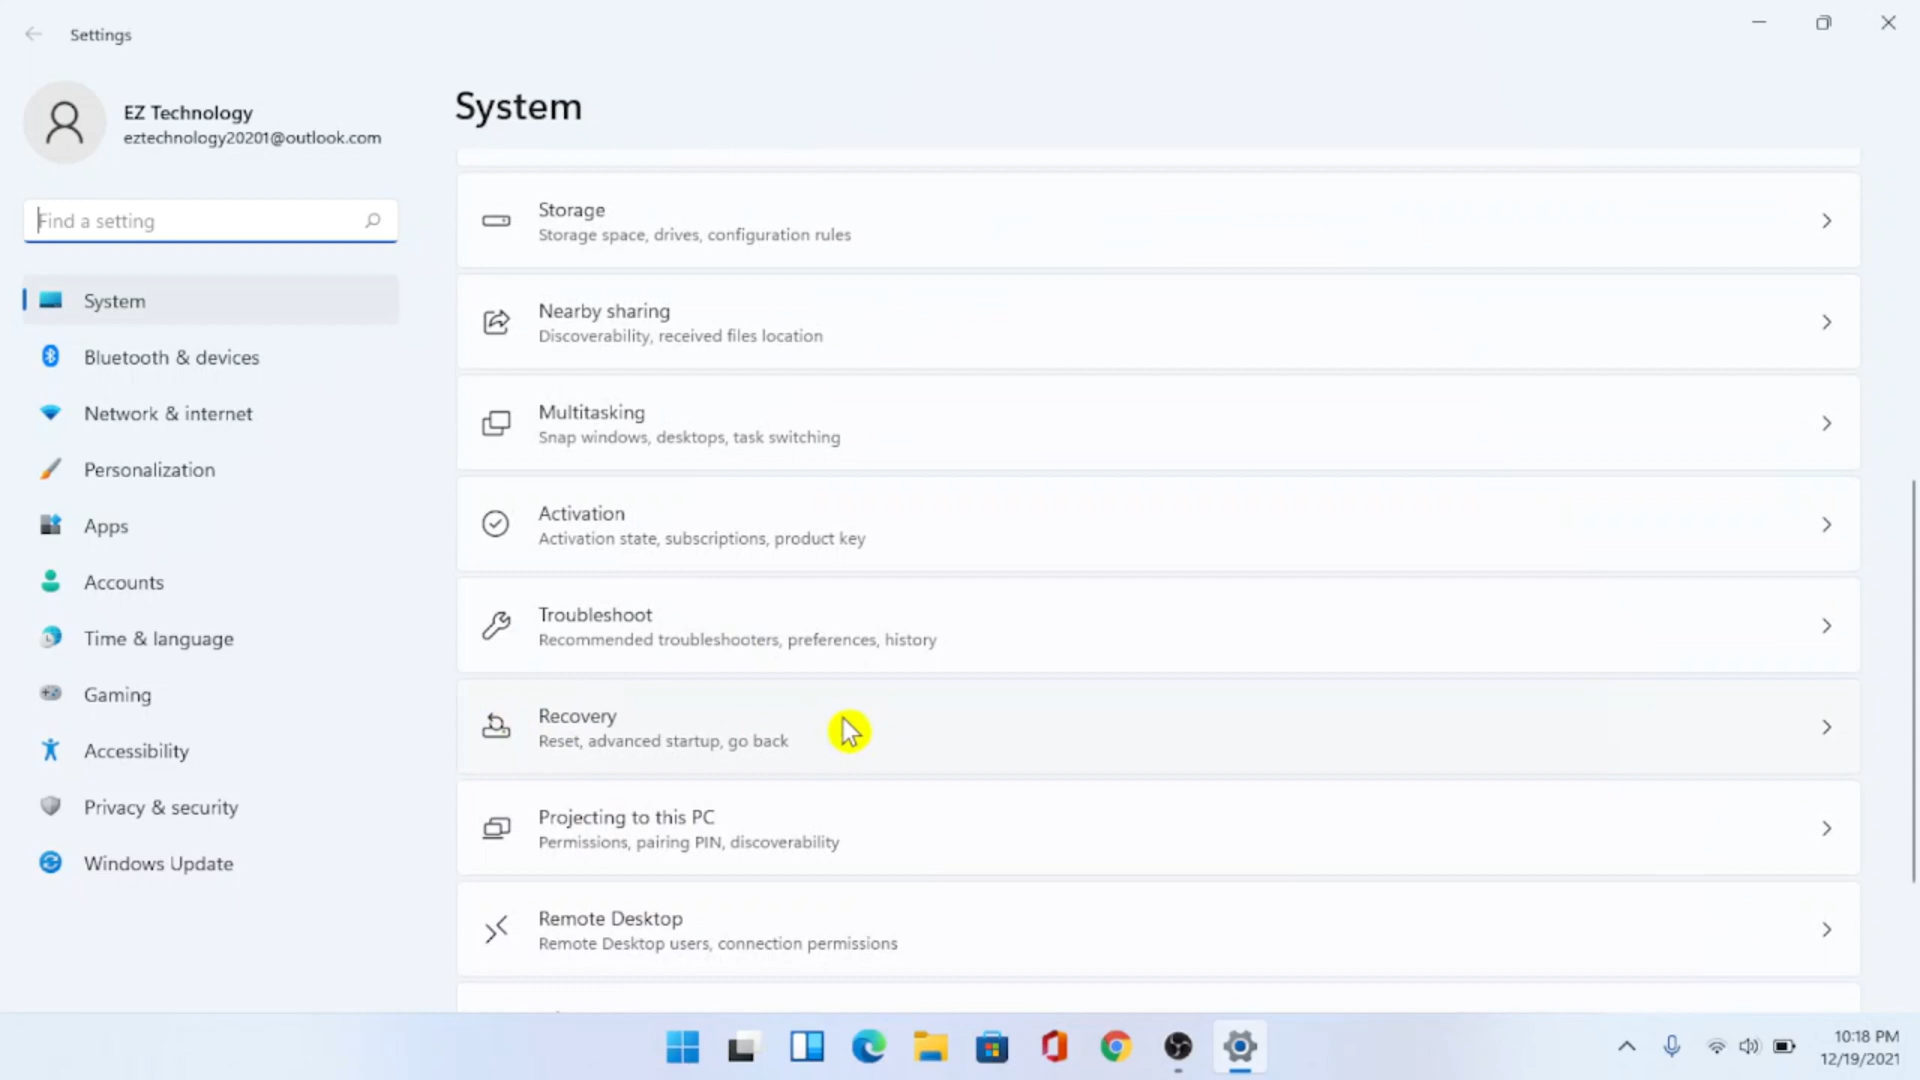 Settings
EZ Technology
eztechnology20201@outlook.com
Find a setting
System
Bluetooth & devices
Network & internet
Personalization
Apps
Accounts
Time & language
Gaming
Accessibility
Privacy & security
Windows Update
System
Storage
Storage space, drives, configuration rules
Nearby sharing
Discoverability, received files location
Multitasking
Snap windows, desktops, task switching
Activation
Activation state, subscriptions, product key
Troubleshoot
Recommended troubleshooters, preferences, history
Recovery
Reset, advanced startup, go back
Projecting to this PC
Permissions, pairing PIN, discoverability
Remote Desktop
Remote Desktop users, connection permissions
10:18 PM
12/19/2021